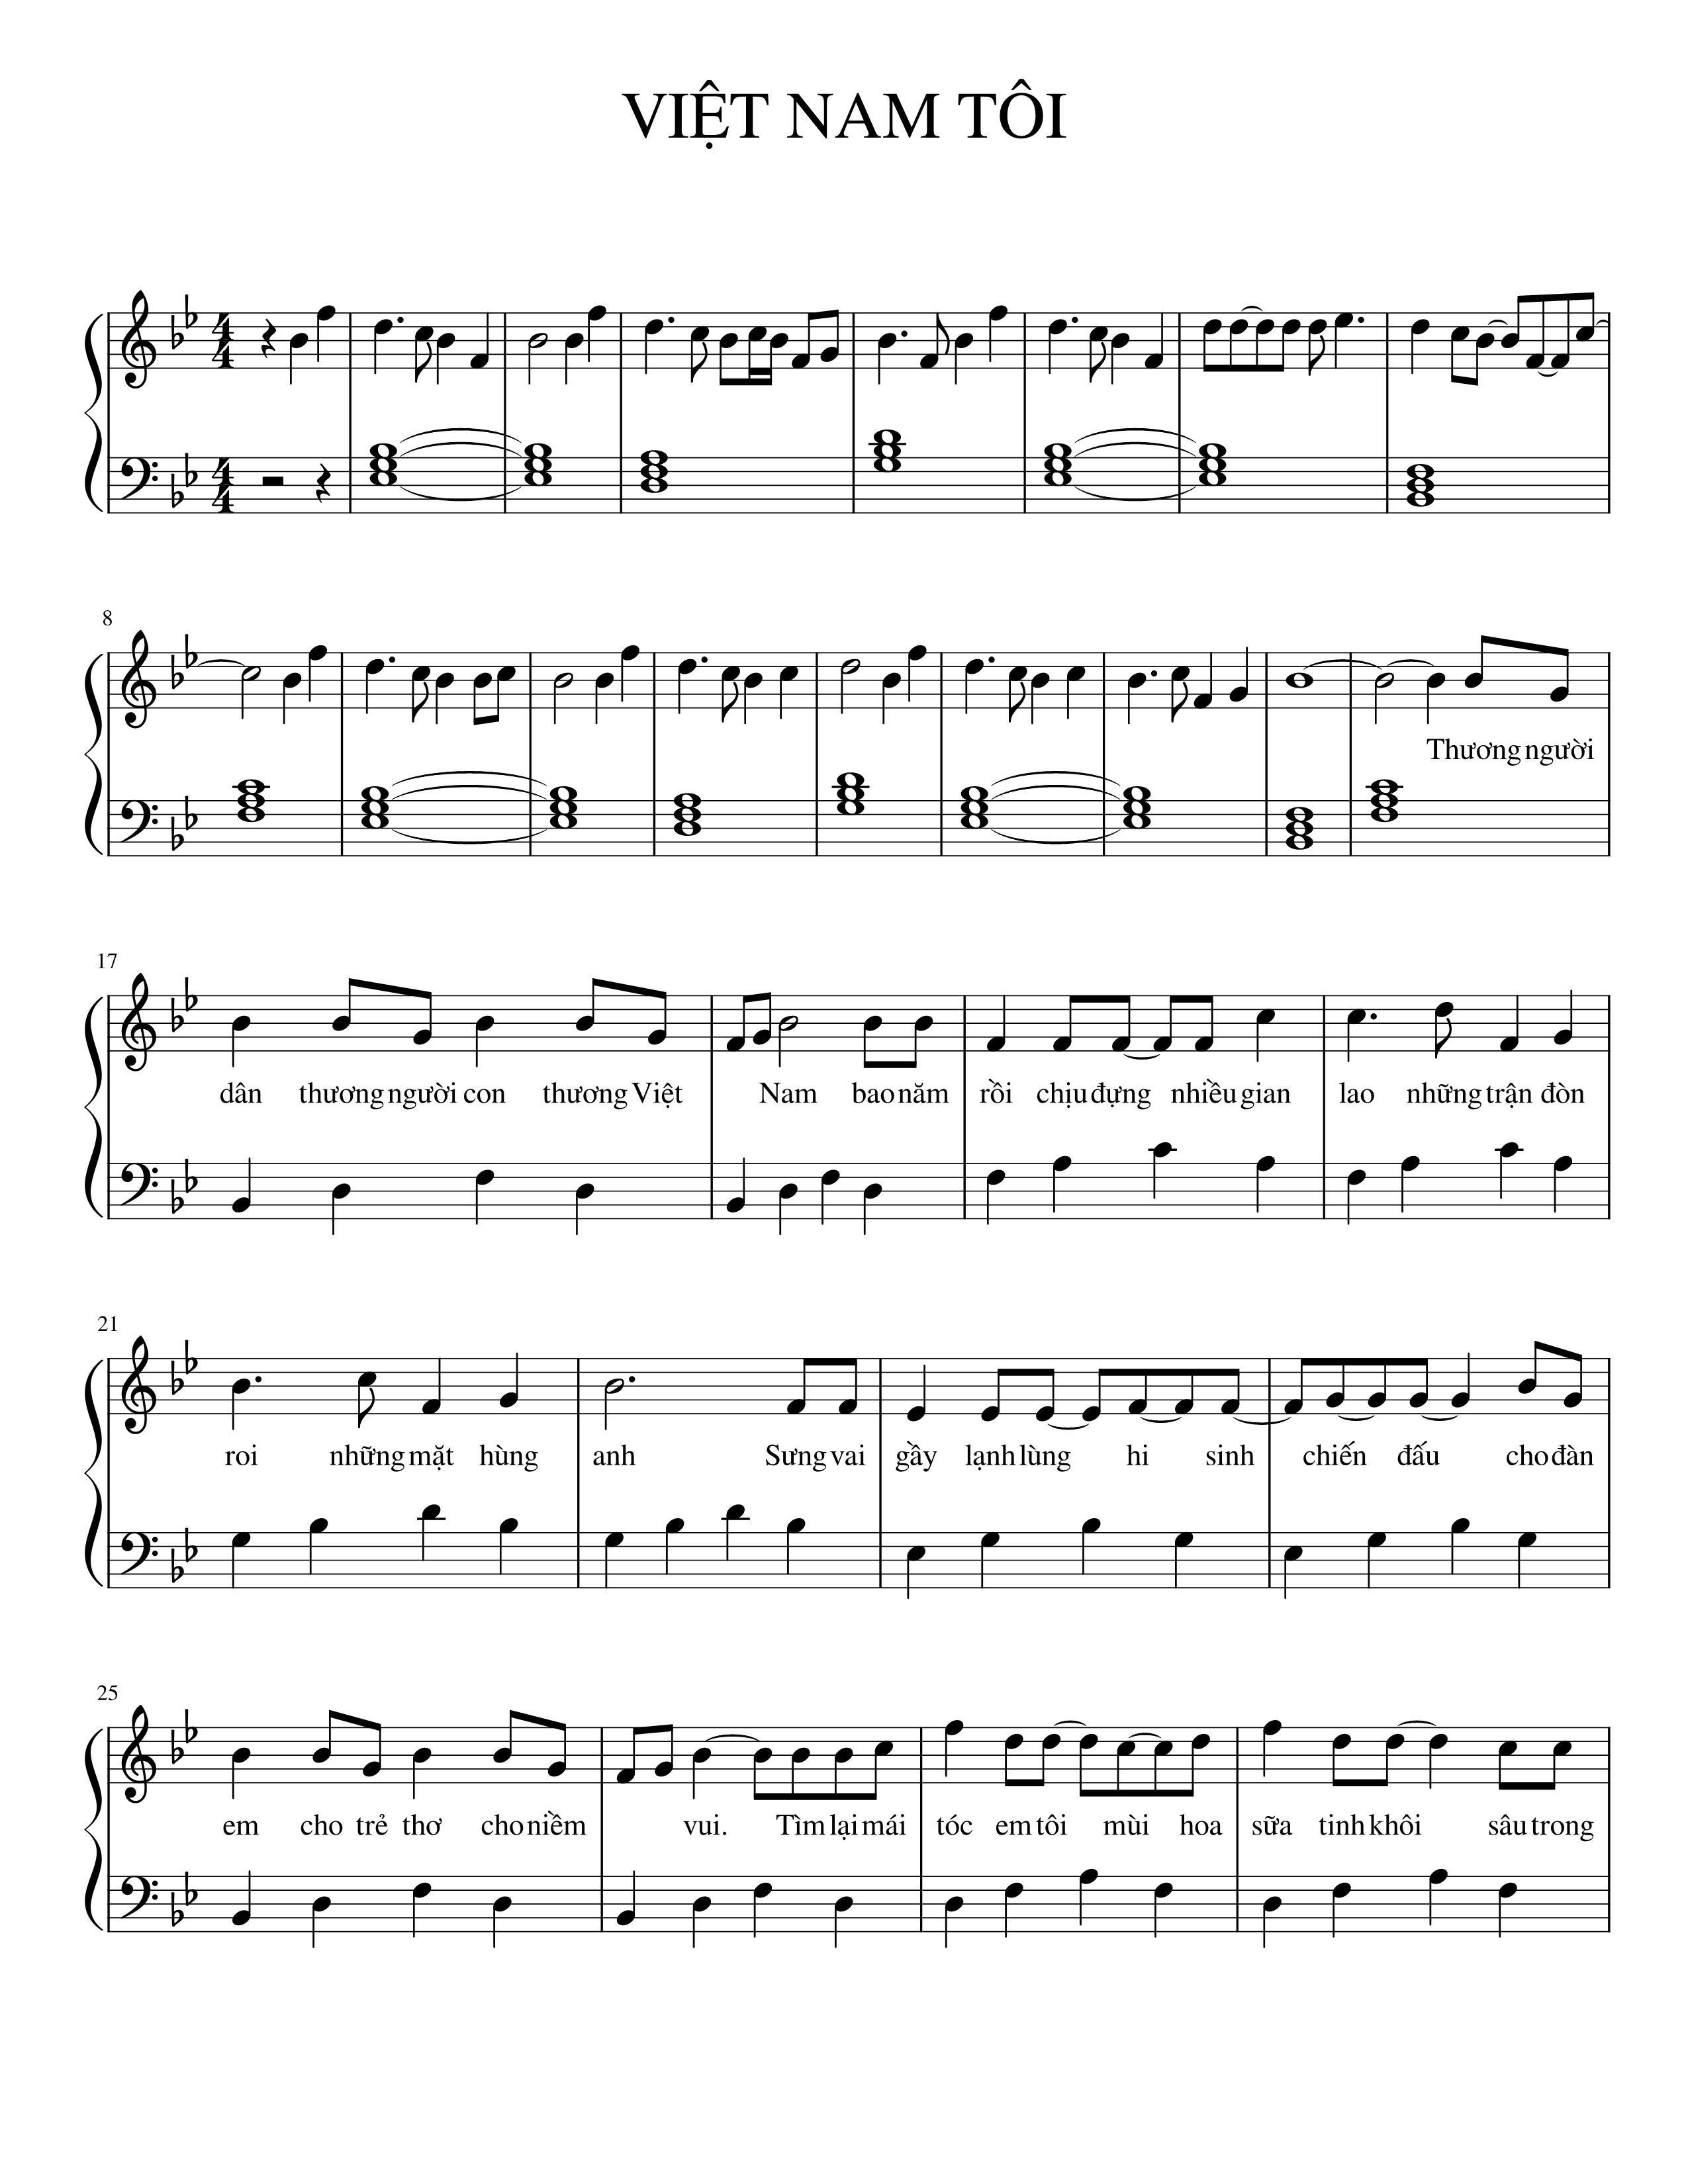 VIỆT NAM TÔI
4 4
4 4
8
Thương người
17
dân thương người con thương Việt Nam bao năm rồi chịu đựng nhiều gian lao những trận đòn
21
roi những mặt hùng anh Sưng vai gầy lạnh lùng hi sinh chiến đấu cho đàn
25
em cho trẻ thơ cho niềm vui. Tìm lại mái tóc em tôi mùi hoa sữa tinh khôi sâu trong